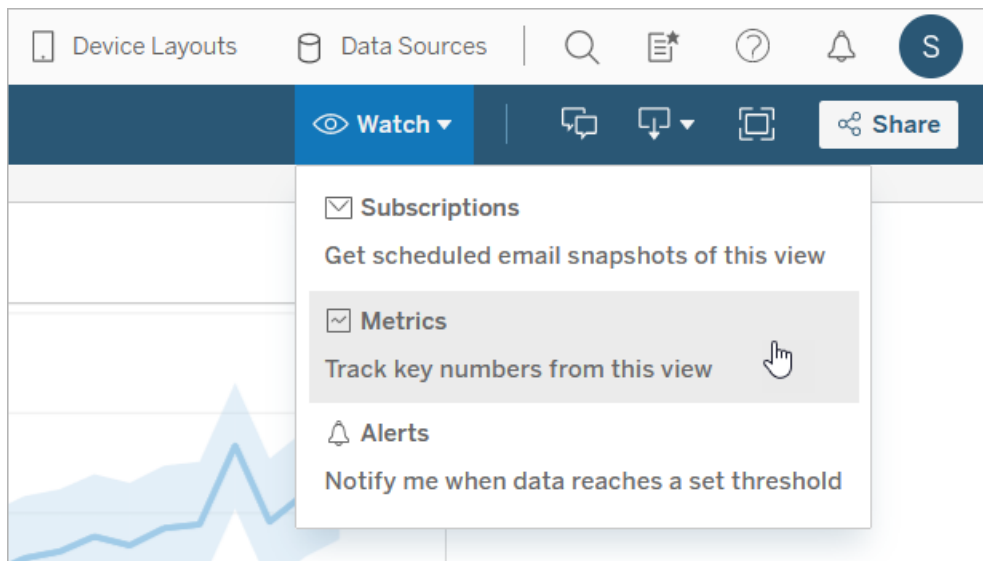 Device Layouts Data Sources S
Watch Share
Subscriptions
Get scheduled email snapshots of this view
Metrics
Track key numbers from this view
Alerts
Notify me when data reaches a set threshold